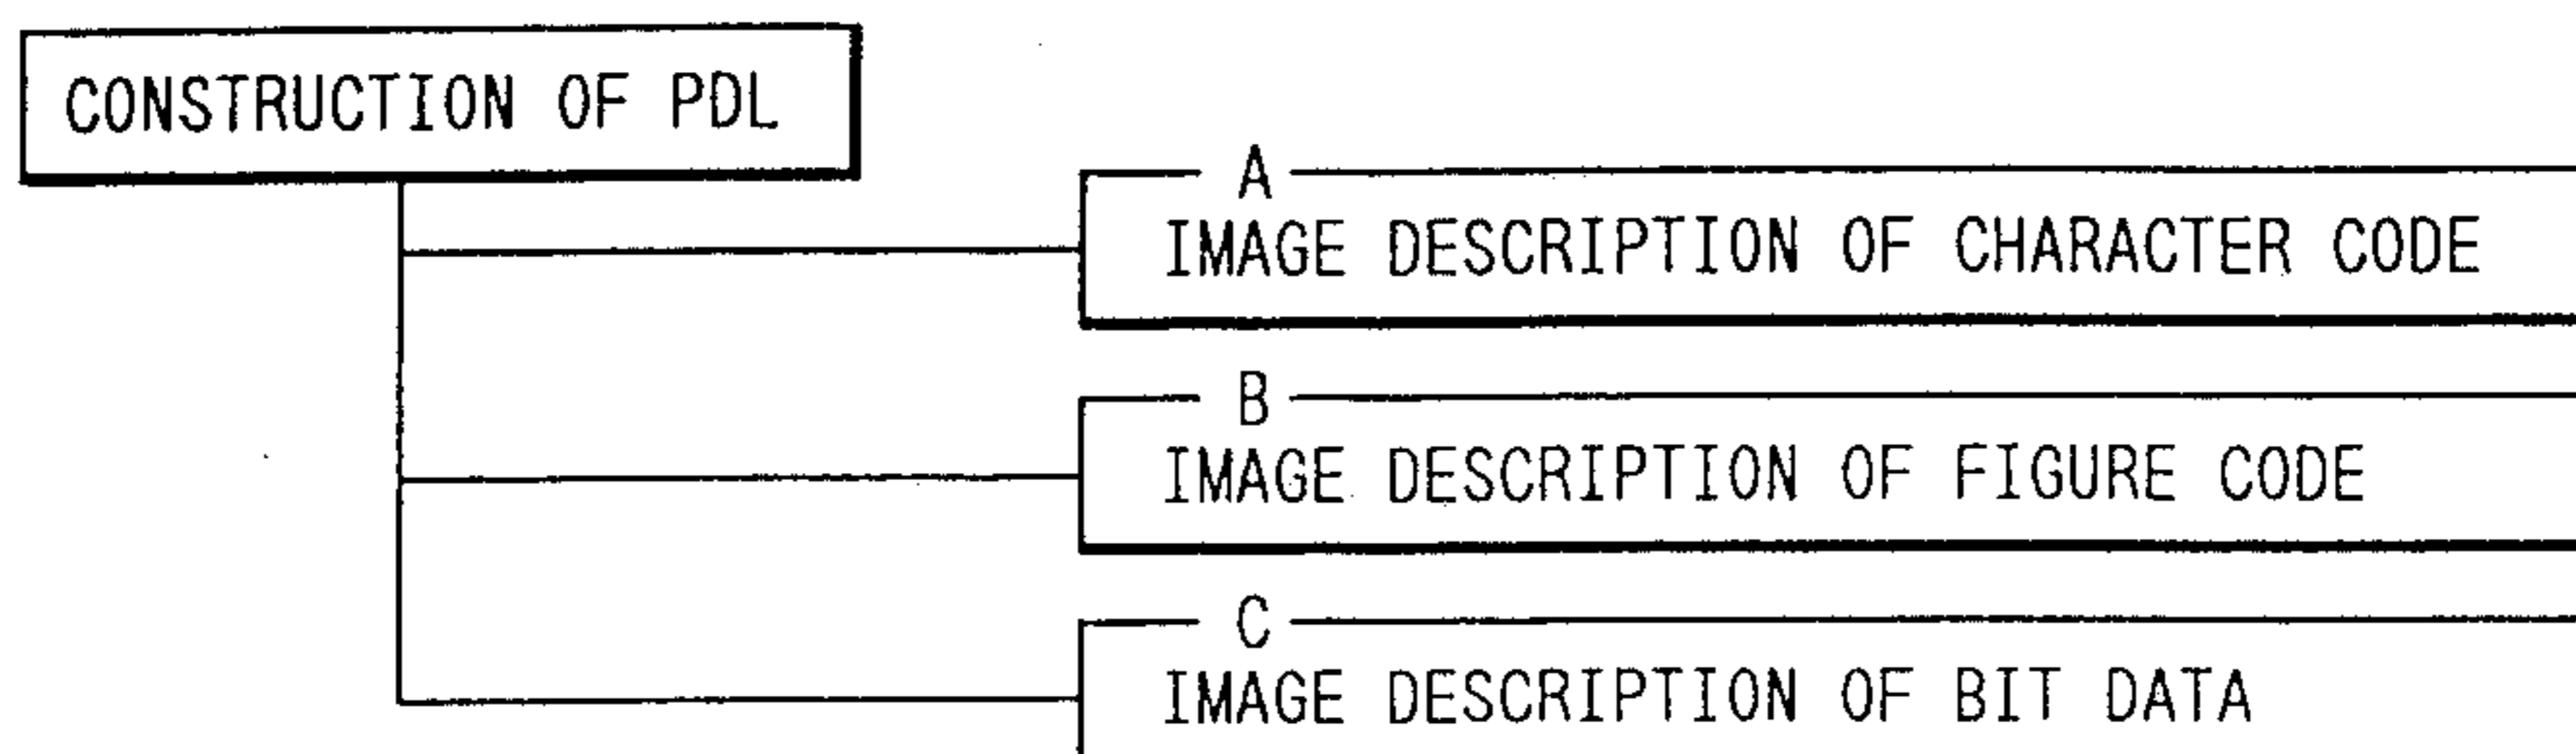 CONSTRUCTION OF PDL
A
IMAGE DESCRIPTION OF CHARACTER CODE
B
IMAGE DESCRIPTION OF FIGURE CODE
C
IMAGE DESCRIPTION OF BIT DATA